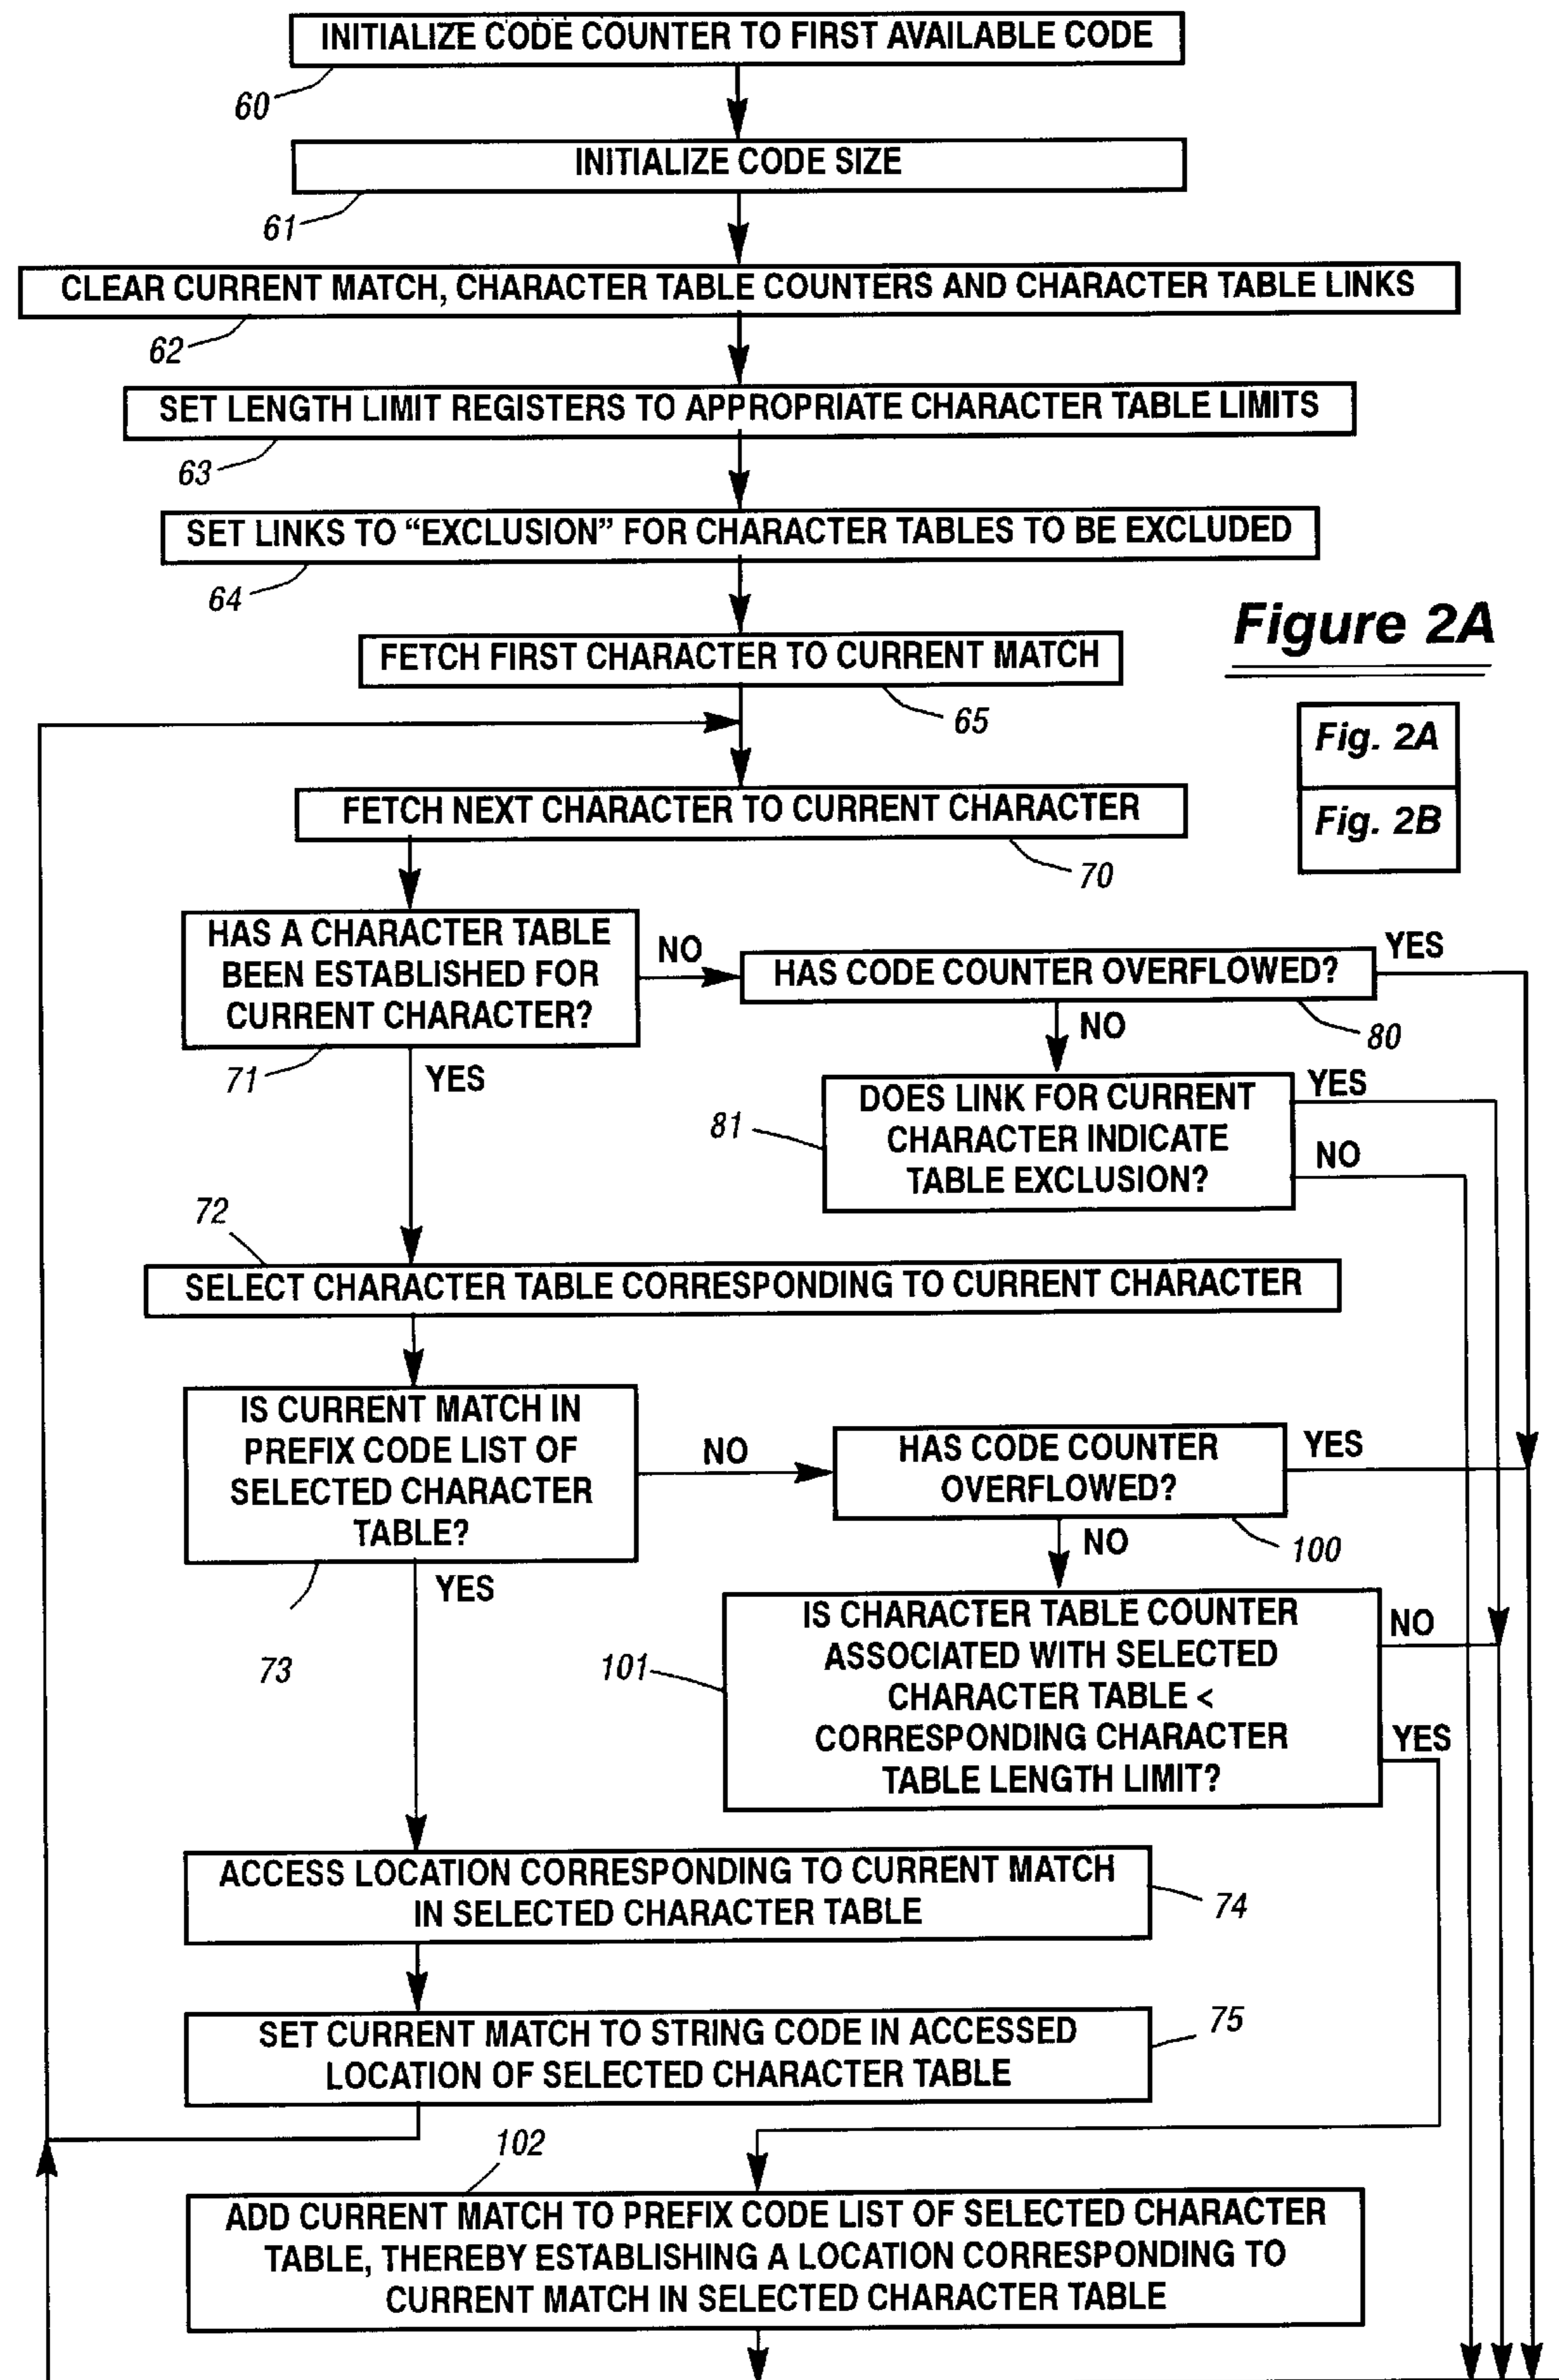 INITIALIZE CODE COUNTER TO FIRST AVAILABLE CODE
60
INITIALIZE CODE SIZE
61
CLEAR CURRENT MATCH, CHARACTER TABLE COUNTERS AND CHARACTER TABLE LINKS
62
SET LENGTH LIMIT REGISTERS TO APPROPRIATE CHARACTER TABLE LIMITS
63
SET LINKS TO “EXCLUSION” FOR CHARACTER TABLES TO BE EXCLUDED
64
Figure 2A
FETCH FIRST CHARACTER TO CURRENT MATCH
65
Fig. 2A
Fig. 2B
FETCH NEXT CHARACTER TO CURRENT CHARACTER
70
HAS A CHARACTER TABLE
BEEN ESTABLISHED FOR
CURRENT CHARACTER?
71
NO
YES
HAS CODE COUNTER OVERFLOWED?
YES
80
NO
DOES LINK FOR CURRENT
CHARACTER INDICATE
TABLE EXCLUSION?
81
YES
NO
72
SELECT CHARACTER TABLE CORRESPONDING TO CURRENT CHARACTER
IS CURRENT MATCH IN
PREFIX CODE LIST OF
SELECTED CHARACTER
TABLE?
73
NO
YES
HAS CODE COUNTER
OVERFLOWED?
YES
100
NO
IS CHARACTER TABLE COUNTER
ASSOCIATED WITH SELECTED
CHARACTER TABLE <
CORRESPONDING CHARACTER
TABLE LENGTH LIMIT?
101
NO
YES
ACCESS LOCATION CORRESPONDING TO CURRENT MATCH
IN SELECTED CHARACTER TABLE
74
SET CURRENT MATCH TO STRING CODE IN ACCESSED
LOCATION OF SELECTED CHARACTER TABLE
75
102
ADD CURRENT MATCH TO PREFIX CODE LIST OF SELECTED CHARACTER
TABLE, THEREBY ESTABLISHING A LOCATION CORRESPONDING TO
CURRENT MATCH IN SELECTED CHARACTER TABLE